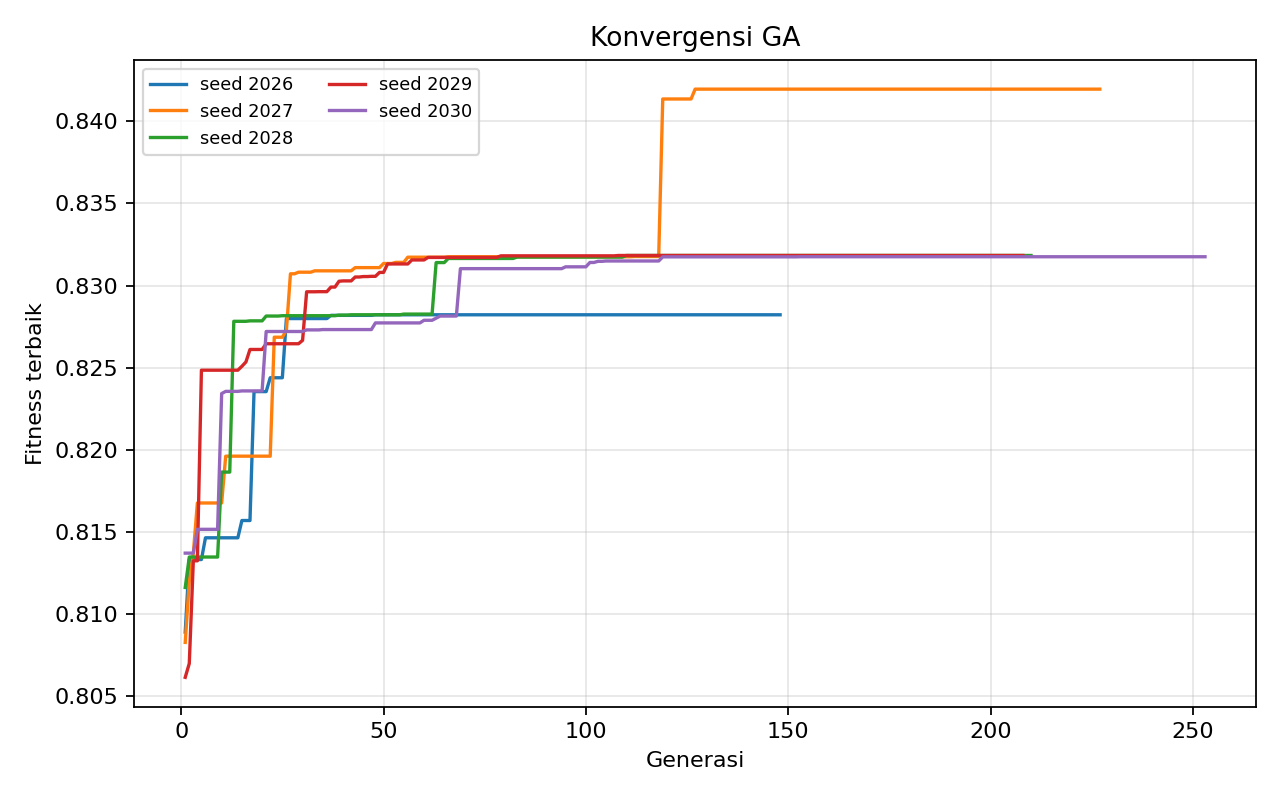 Konvergensi GA
seed 2026
seed 2027
seed 2028
seed 2029
seed 2030
Fitness terbaik
0.840
0.835
0.830
0.825
0.820
0.815
0.810
0.805
0
50
100
150
200
250
Generasi